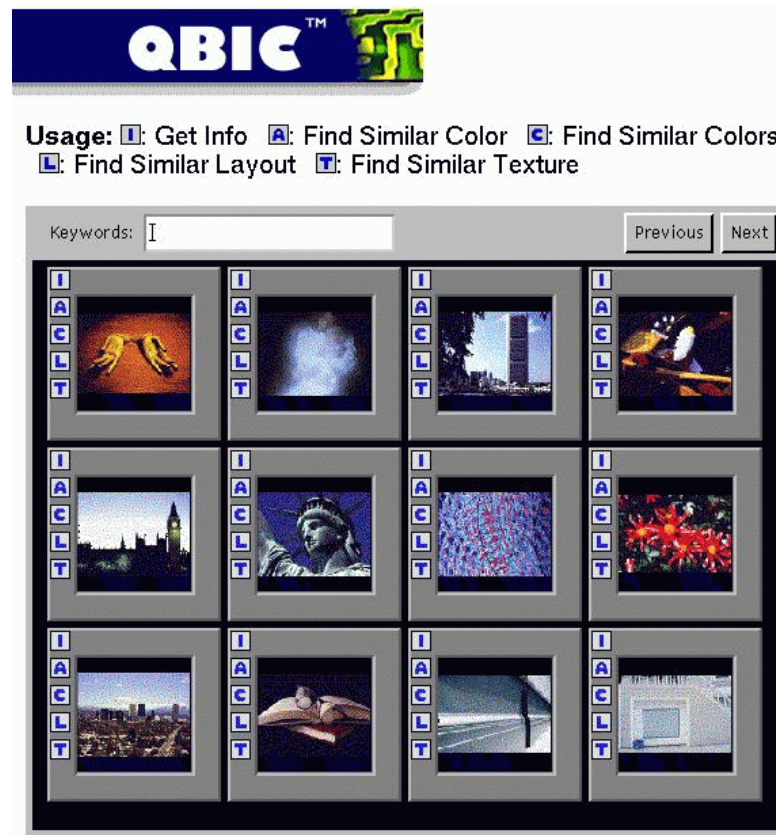 QBIC™
Usage: I: Get Info A: Find Similar Color C: Find Similar Colors
L: Find Similar Layout T: Find Similar Texture
Keywords:
Previous Next
I I I I
A A A A
C C C C
L L L L
T T T T
I I I I
A A A A
C C C C
L L L L
T T T T
I I I I
A A A A
C C C C
L L L L
T T T T